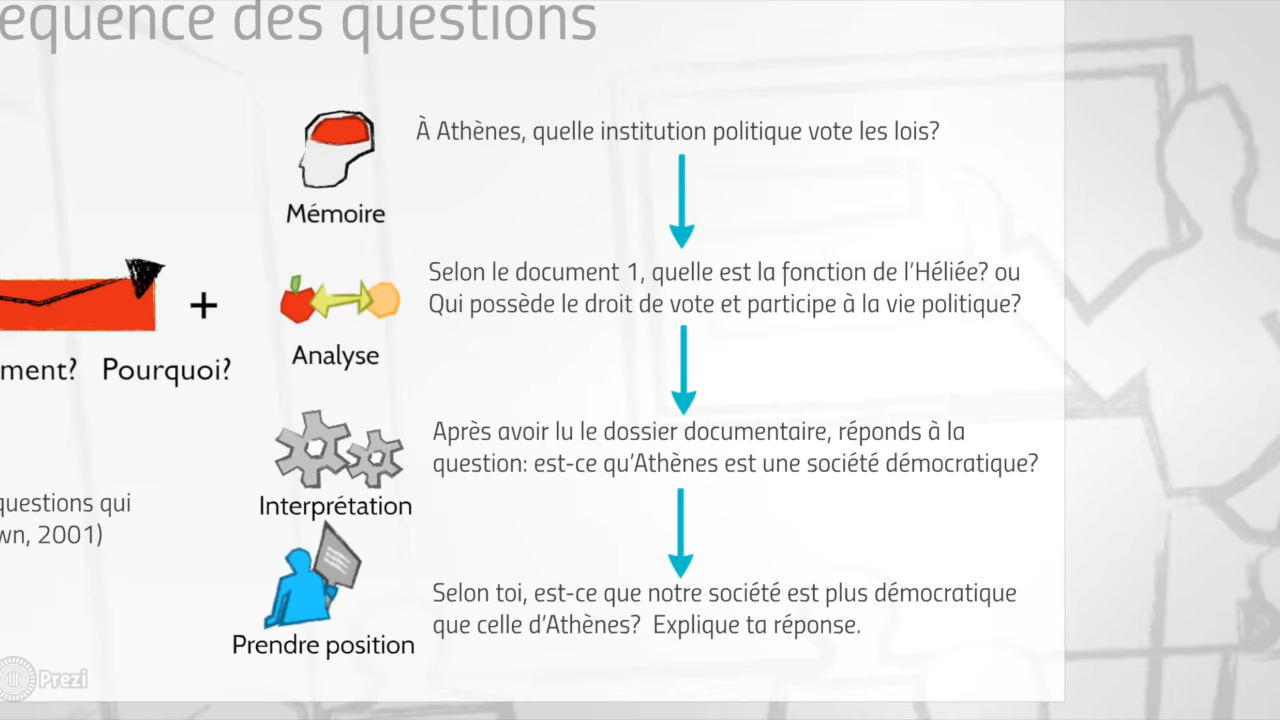 equence des questions
À Athènes, quelle institution politique vote les lois?
Mémoire
Selon le document 1, quelle est la fonction de l'Héliée? ou
Qui possède le droit de vote et participe à la vie politique?
+
Analyse
ment? Pourquoi?
Après avoir lu le dossier documentaire, réponds à la
question: est-ce qu'Athènes est une société démocratique?
Interprétation
questions qui
wn, 2001)
Selon toi, est-ce que notre société est plus démocratique
que celle d'Athènes? Explique ta réponse.
Prendre position
Prezi